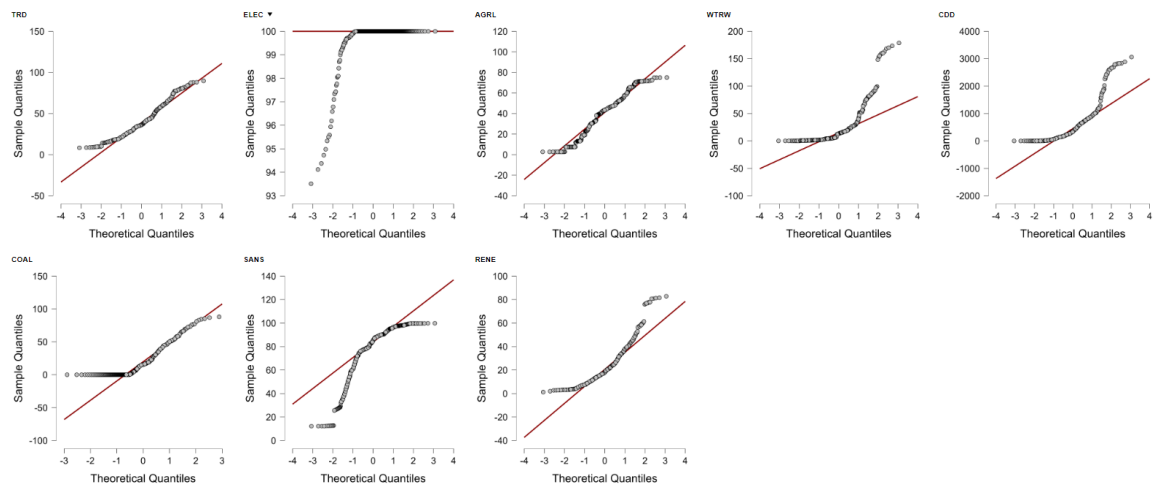 TRD
ELEC ▼
AGRL
WTRW
CDD
150
100
50
0
-50
Sample Quantiles
-4 -3 -2 -1 0 1 2 3 4
Theoretical Quantiles
100
99
98
97
96
95
94
93
Sample Quantiles
-4 -3 -2 -1 0 1 2 3 4
Theoretical Quantiles
120
100
80
60
40
20
0
-20
-40
Sample Quantiles
-4 -3 -2 -1 0 1 2 3 4
Theoretical Quantiles
200
150
100
50
0
-50
-100
Sample Quantiles
-4 -3 -2 -1 0 1 2 3 4
Theoretical Quantiles
4000
3000
2000
1000
0
-1000
-2000
Sample Quantiles
-4 -3 -2 -1 0 1 2 3 4
Theoretical Quantiles
COAL
SANS
RENE
150
100
50
0
-50
-100
Sample Quantiles
-3 -2 -1 0 1 2 3
Theoretical Quantiles
140
120
100
80
60
40
20
0
Sample Quantiles
-4 -3 -2 -1 0 1 2 3 4
Theoretical Quantiles
100
80
60
40
20
0
-20
-40
Sample Quantiles
-4 -3 -2 -1 0 1 2 3 4
Theoretical Quantiles